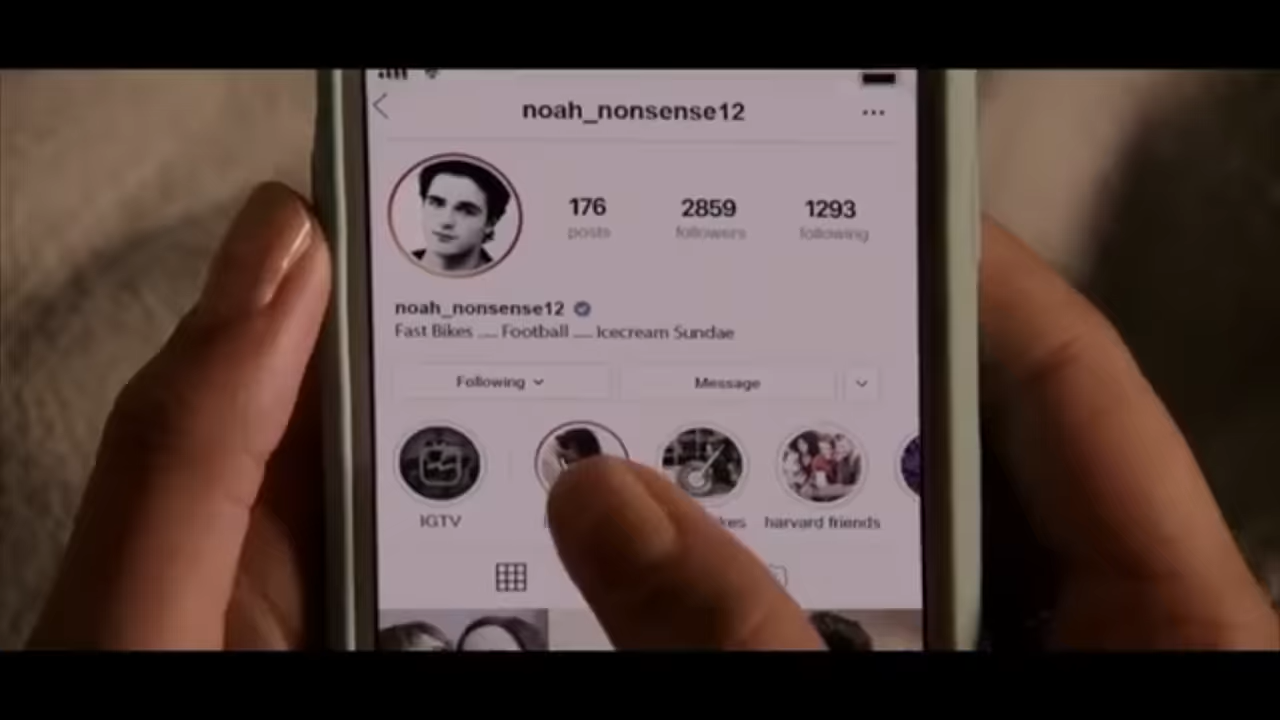 noah_nonsense12
176 2859 1293
posts followers following
noah_nonsense12
Fast Bikes ... Football ... Icecream Sundae
Following Message
IGTV harvard friends